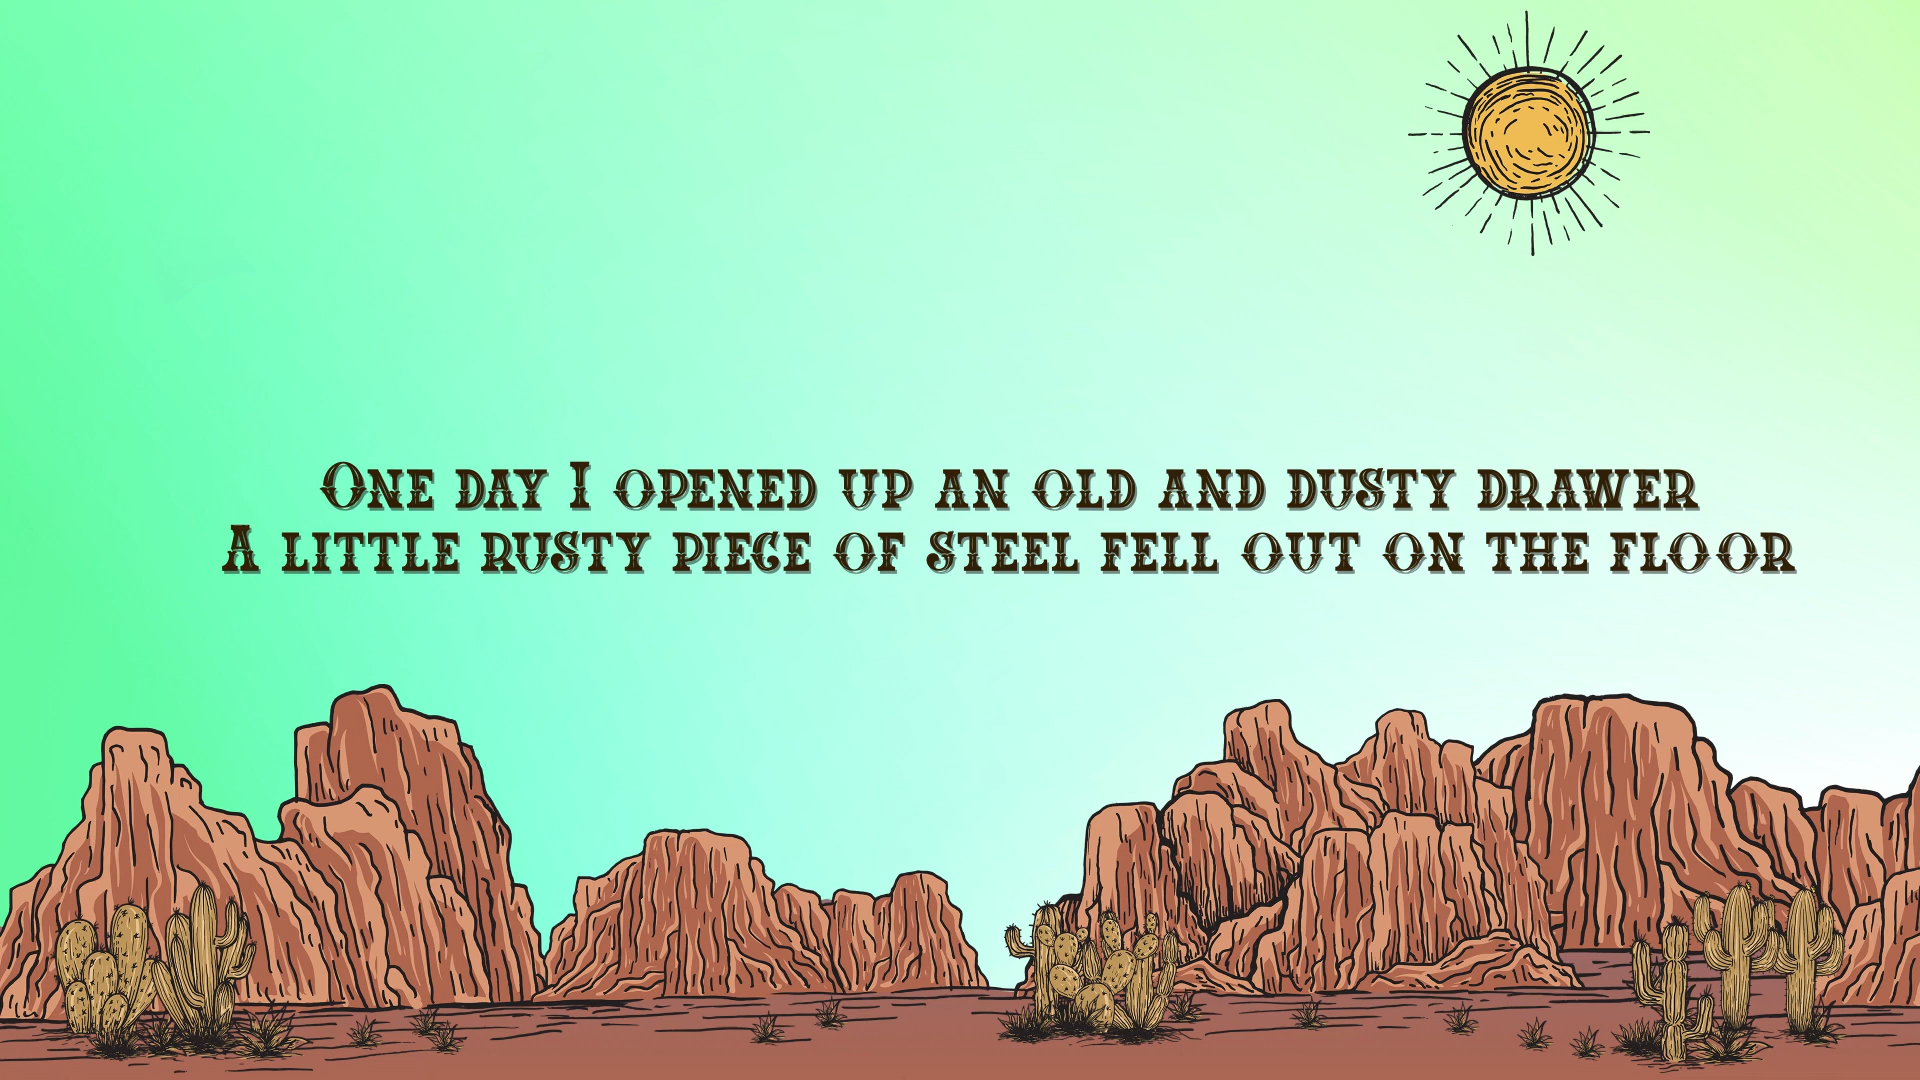 One day I opened up an old and dusty drawer
A little rusty piece of steel fell out on the floor